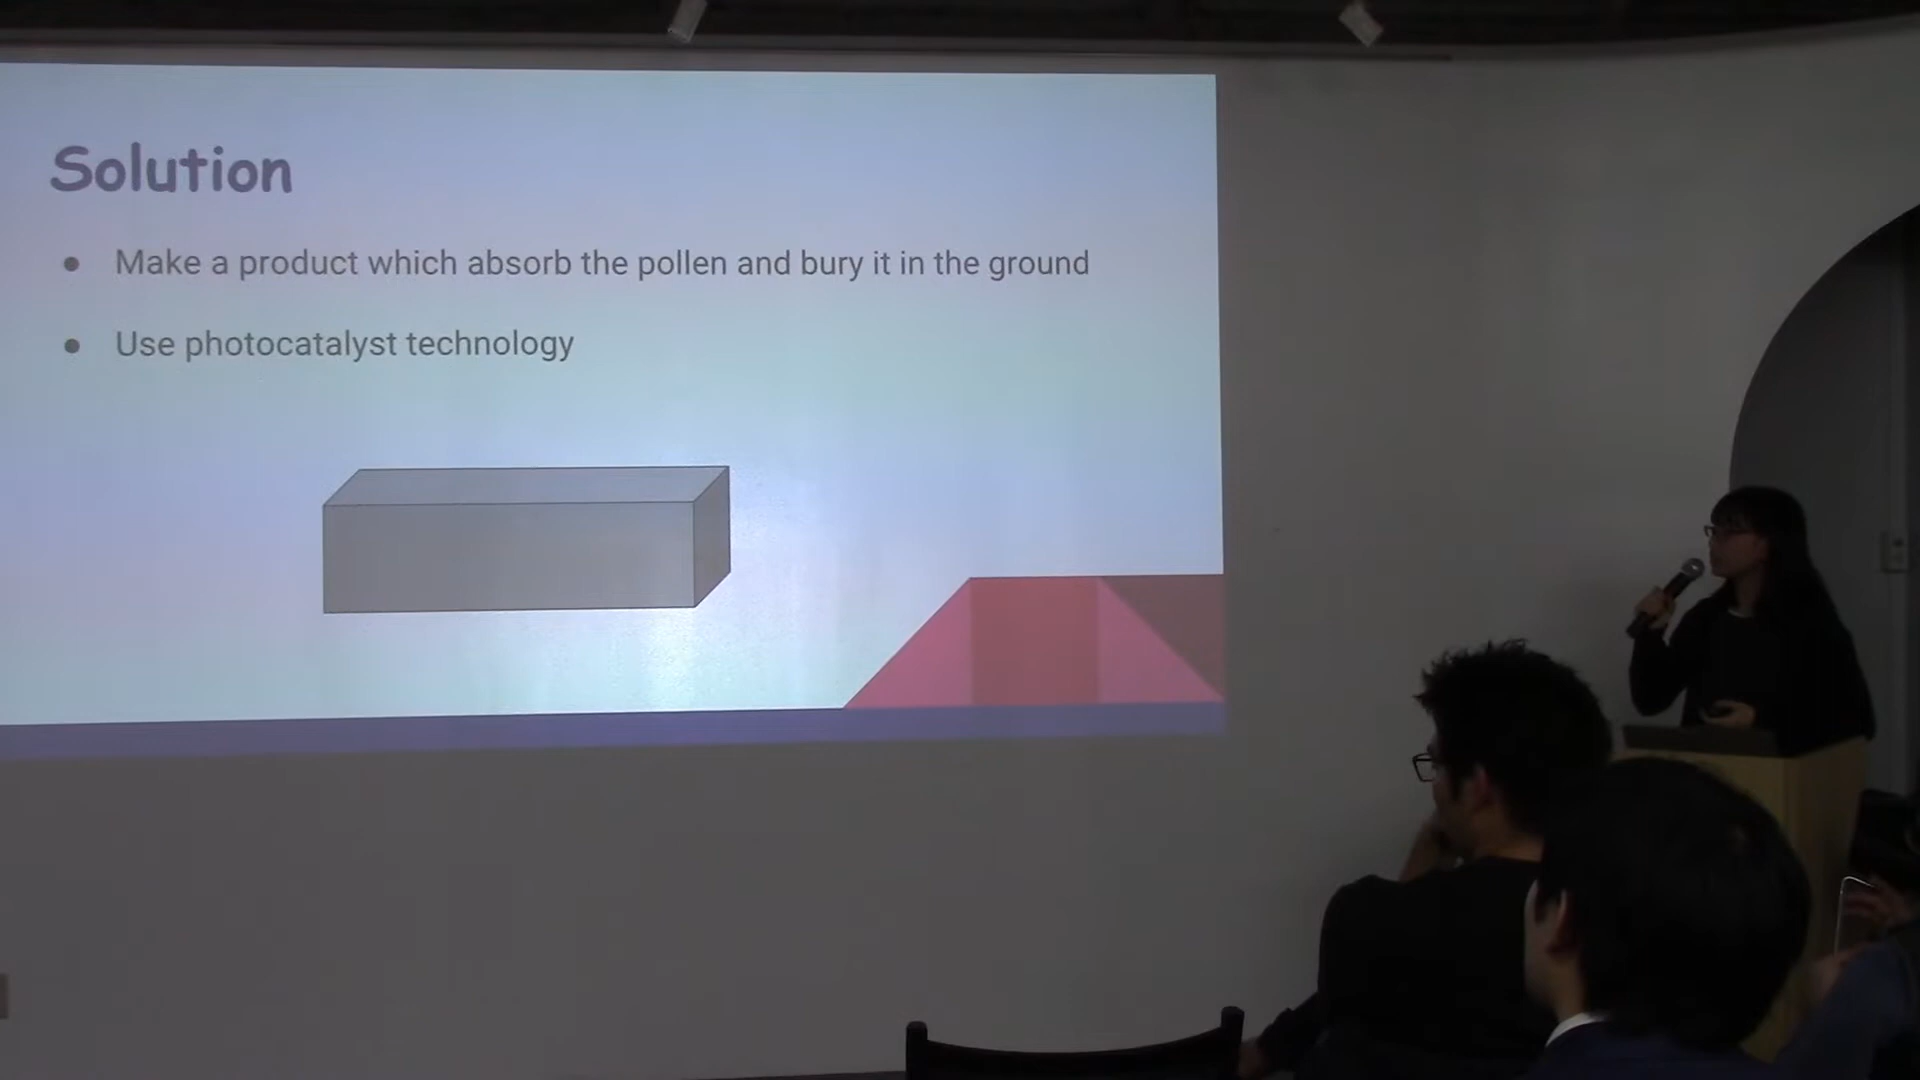 Solution
● Make a product which absorb the pollen and bury it in the ground
● Use photocatalyst technology